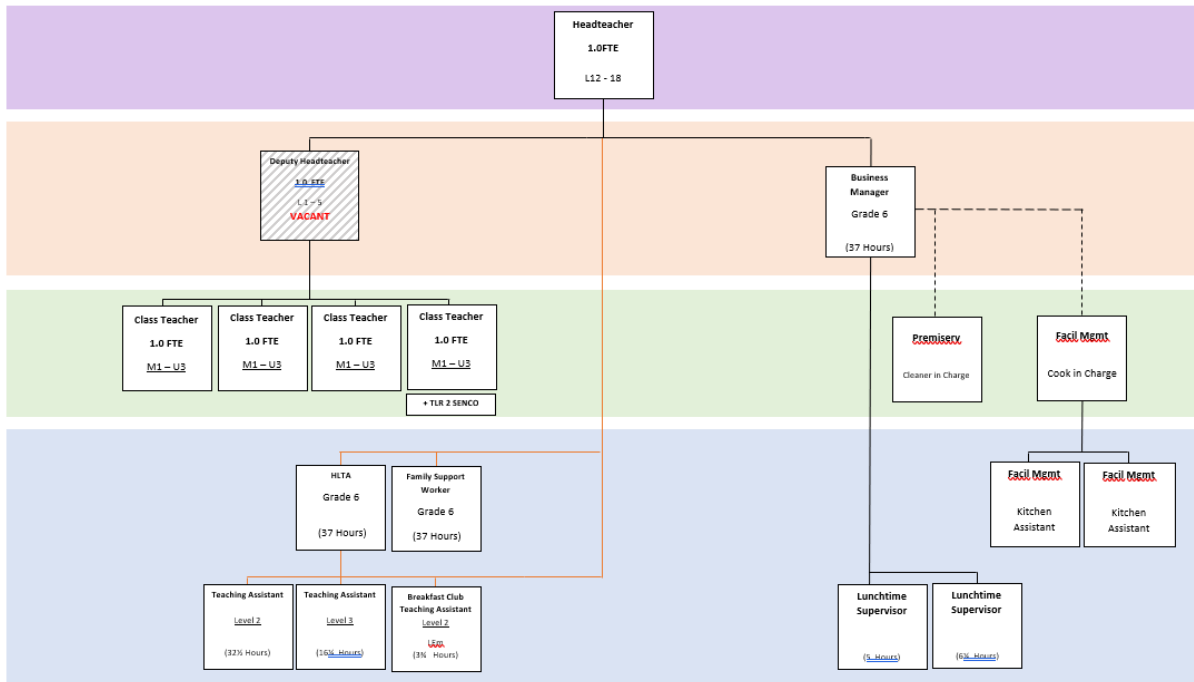 Headteacher
1.0FTE
L12 - 18
Deputy Headteacher
1.0 FTE
L 1 – 5
VACANT
Business
Manager
Grade 6
(37 Hours)
Class Teacher
1.0 FTE
M1 – U3
Class Teacher
1.0 FTE
M1 – U3
Class Teacher
1.0 FTE
M1 – U3
Class Teacher
1.0 FTE
M1 – U3
+ TLR 2 SENCO
Premiserv
Cleaner in Charge
Facil Mgmt
Cook in Charge
HLTA
Grade 6
(37 Hours)
Family Support
Worker
Grade 6
(37 Hours)
Facil Mgmt
Kitchen
Assistant
Facil Mgmt
Kitchen
Assistant
Teaching Assistant
Level 2
(32½ Hours)
Teaching Assistant
Level 3
Hours)
Breakfast Club
Teaching Assistant
Level 2
(3¾ Hours)
Lunchtime
Supervisor
(5 Hours)
Lunchtime
Supervisor
Hours)